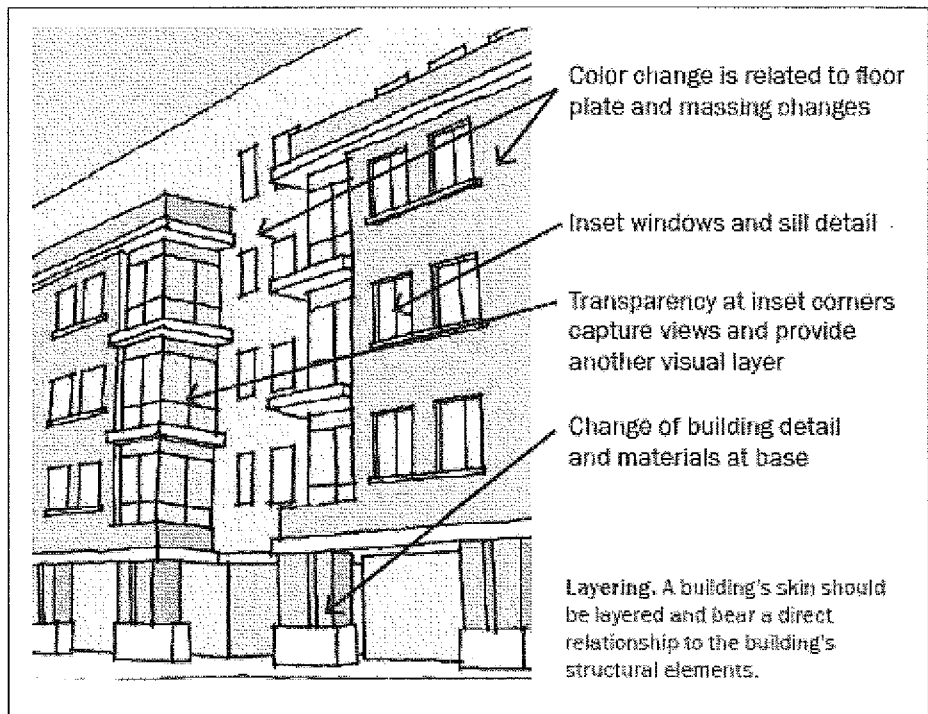 Color change is related to floor
plate and massing changes
Inset windows and sill detail
Transparency at inset corners
capture views and provide
another visual layer
Change of building detail
and materials at base
Layering. A building's skin should
be layered and bear a direct
relationship to the building's
structural elements.